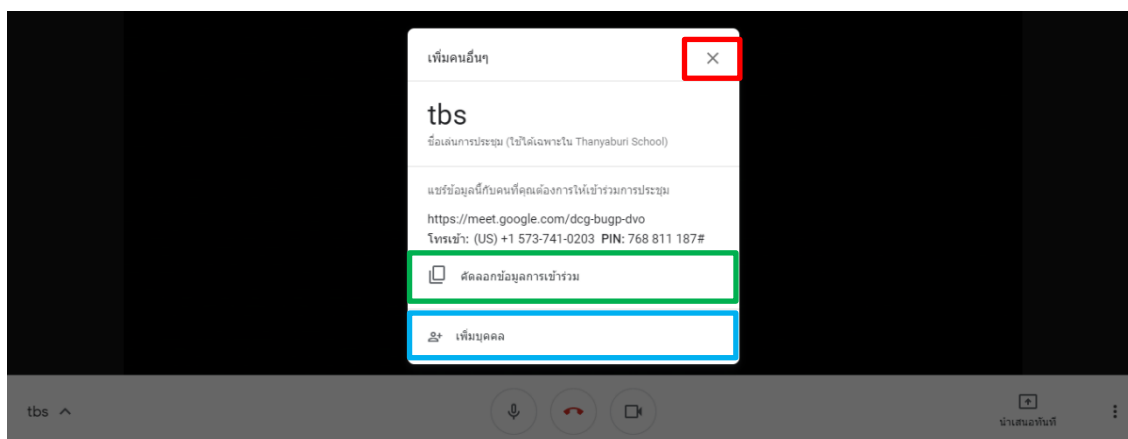 เพิ่มคนอื่นๆ
tbs
ชื่อเล่นการประชุม (ใช้ได้เฉพาะใน Thanyaburi School)
แชร์ข้อมูลนี้กับคนที่คุณต้องการให้เข้าร่วมการประชุม
https://meet.google.com/dcg-bugp-dvo
โทรเข้า: (US) +1 573-741-0203 PIN: 768 811 187#
คัดลอกข้อมูลการเข้าร่วม
เพิ่มบุคคล
tbs
นำเสนอทันที